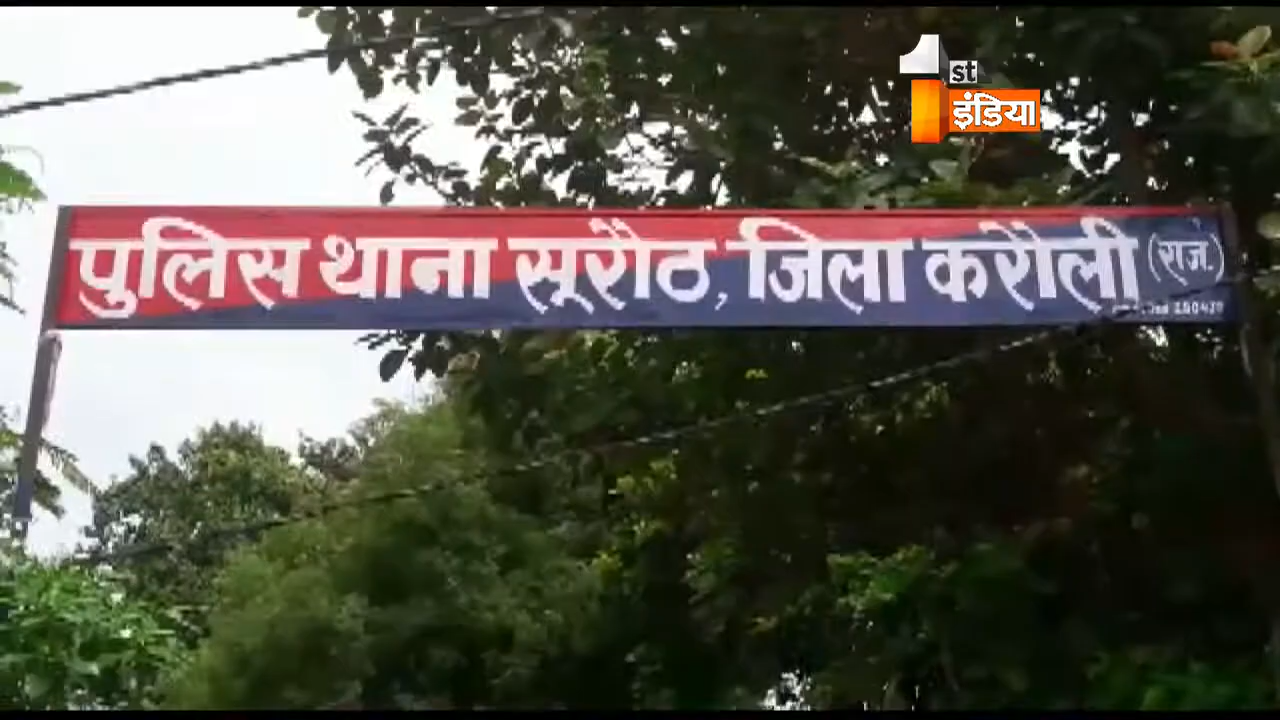 1st
इंडिया
पुलिस थाना सूरौठ, जिला करौली (राज.)